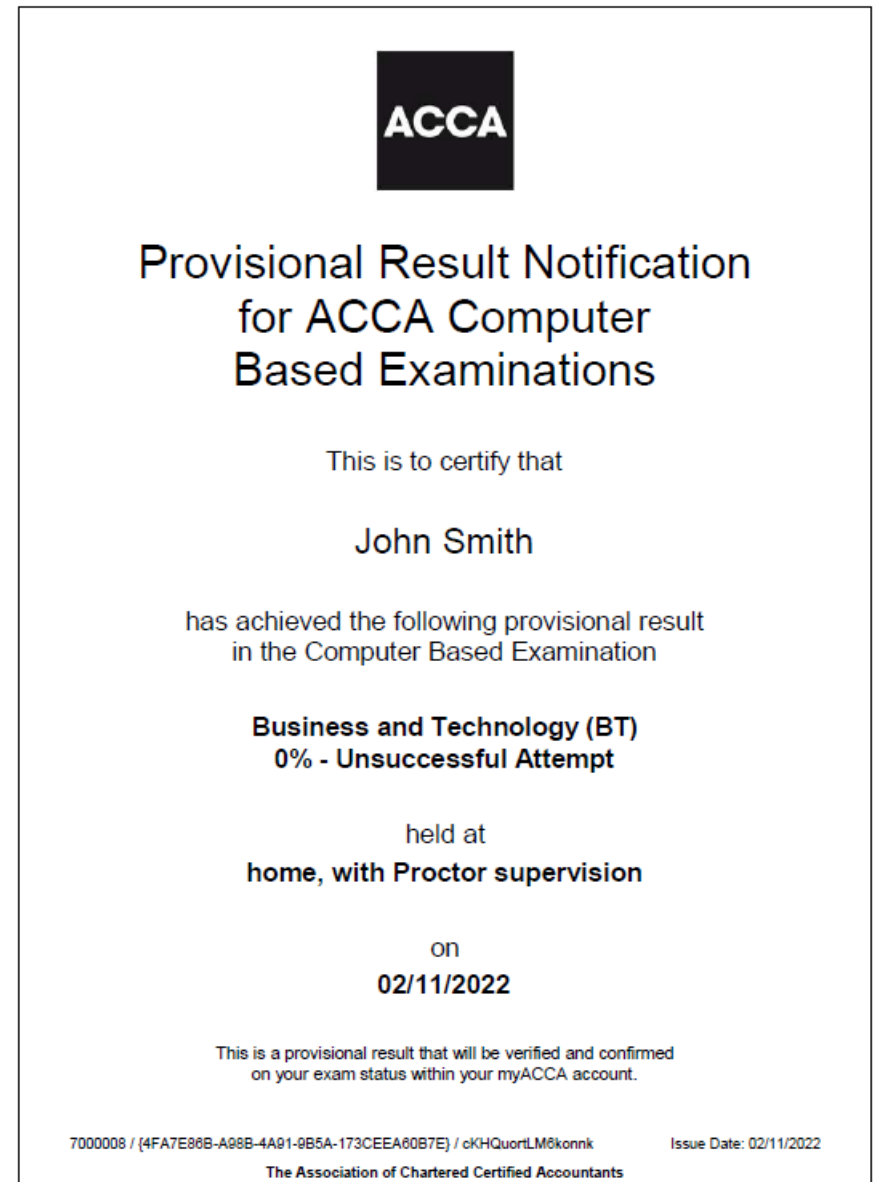 ACCA
Provisional Result Notification
for ACCA Computer
Based Examinations
This is to certify that
John Smith
has achieved the following provisional result
in the Computer Based Examination
Business and Technology (BT)
0% - Unsuccessful Attempt
held at
home, with Proctor supervision
on
02/11/2022
This is a provisional result that will be verified and confirmed
on your exam status within your myACCA account.
7000008 / {4FA7E86B-A98B-4A91-9B5A-173CEEA60B7E} / cKHQuortLM6konnk Issue Date: 02/11/2022
The Association of Chartered Certified Accountants